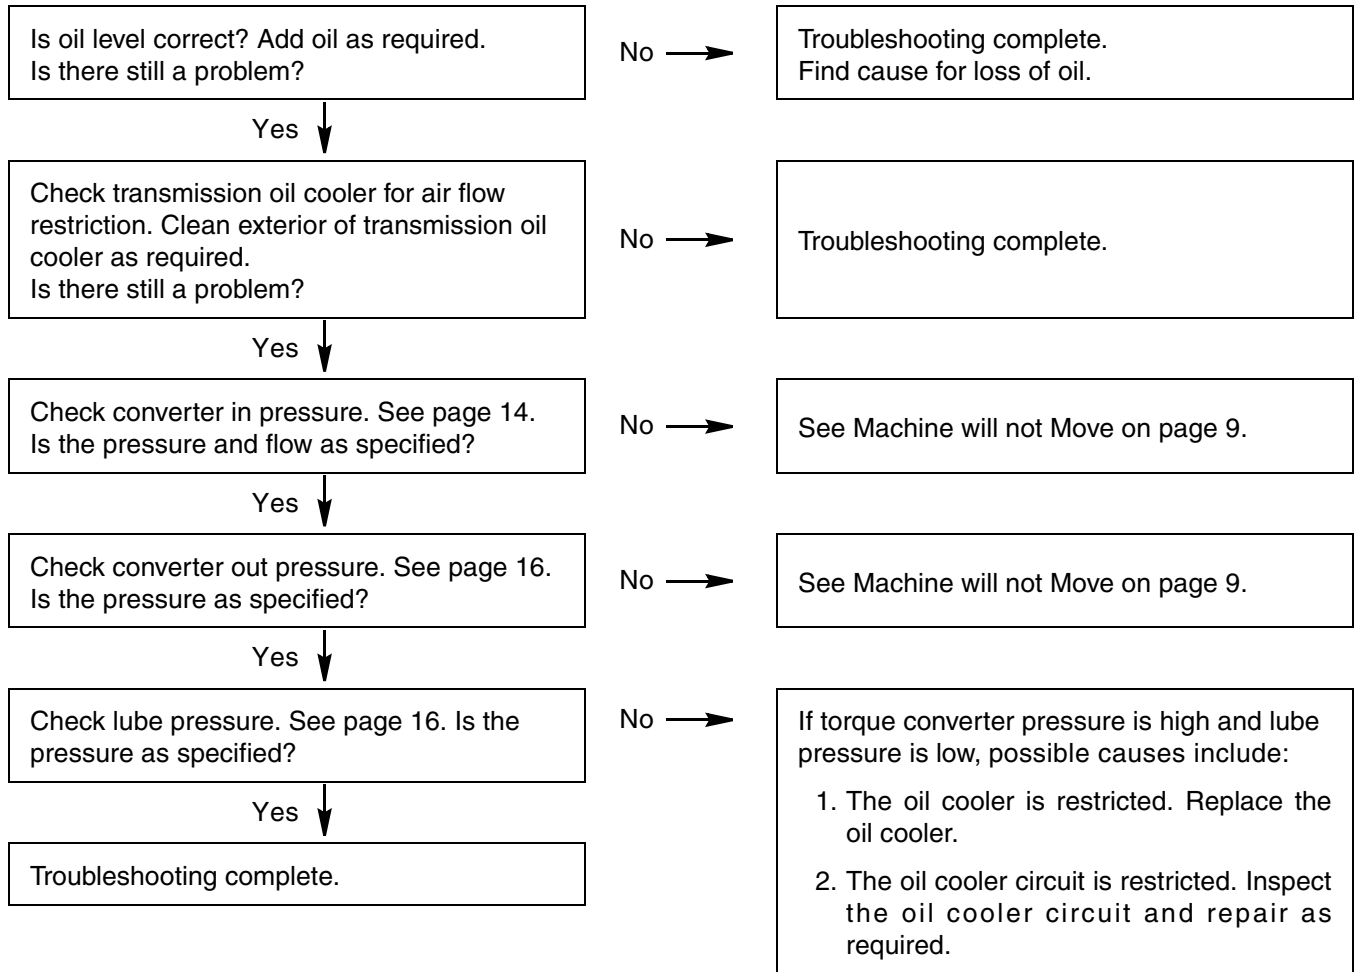 Is oil level correct? Add oil as required.
Is there still a problem?
No
Troubleshooting complete.
Find cause for loss of oil.
Yes
Check transmission oil cooler for air flow
restriction. Clean exterior of transmission oil
cooler as required.
Is there still a problem?
No
Troubleshooting complete.
Yes
Check converter in pressure. See page 14.
Is the pressure and flow as specified?
No
See Machine will not Move on page 9.
Yes
Check converter out pressure. See page 16.
Is the pressure as specified?
No
See Machine will not Move on page 9.
Yes
Check lube pressure. See page 16. Is the
pressure as specified?
No
If torque converter pressure is high and lube
pressure is low, possible causes include:
1. The oil cooler is restricted. Replace the
oil cooler.
2. The oil cooler circuit is restricted. Inspect
the oil cooler circuit and repair as
required.
Yes
Troubleshooting complete.